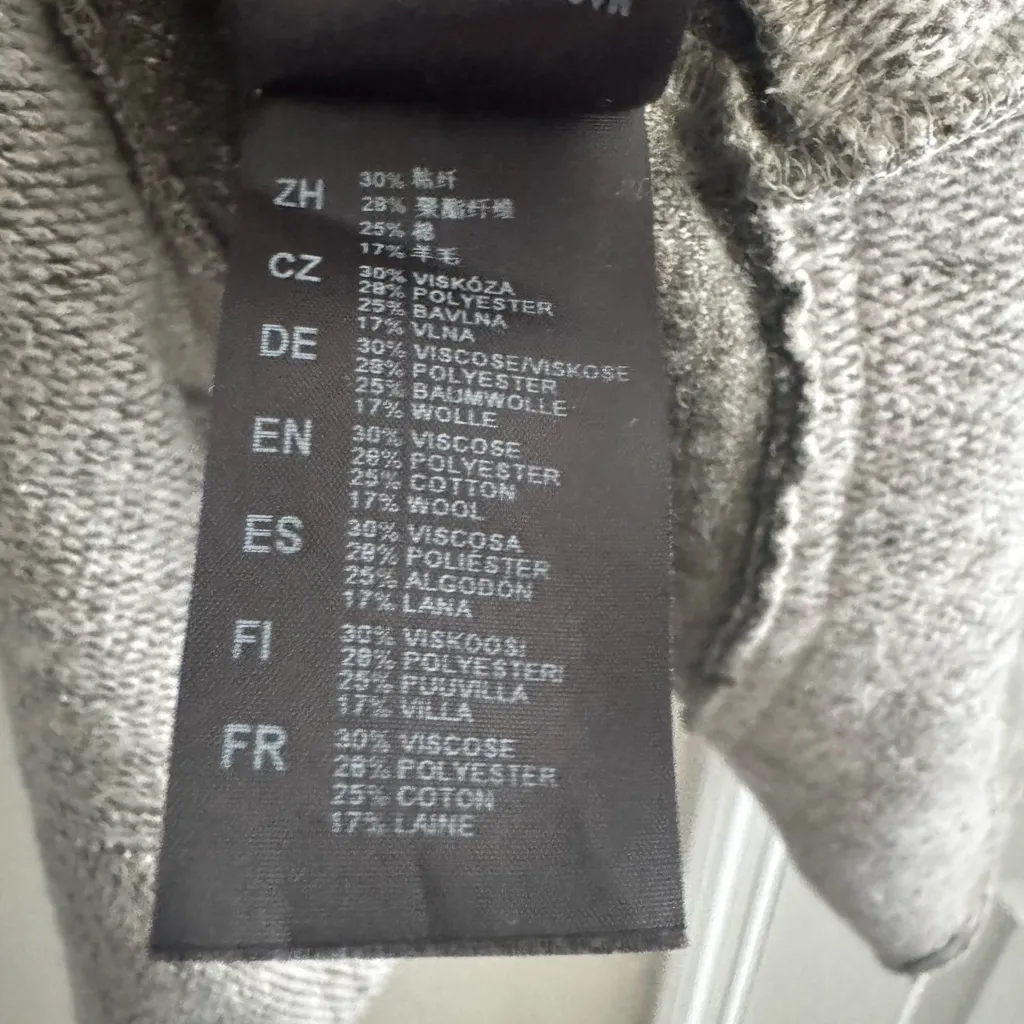 ZH
30% 粘纤
28% 聚酯纤维
25% 棉
17% 羊毛
CZ
30% VISKÓZA
28% POLYESTER
25% BAVLNA
17% VLNA
DE
30% VISCOSE/VISKOSE
28% POLYESTER
25% BAUMWOLLE
17% WOLLE
EN
30% VISCOSE
28% POLYESTER
25% COTTON
17% WOOL
ES
30% VISCOSA
28% POLIÉSTER
25% ALGODÓN
17% LANA
FI
30% VISKOOSI
28% POLYESTERI
25% PUUVILLA
17% VILLA
FR
30% VISCOSE
28% POLYESTER
25% COTON
17% LAINE